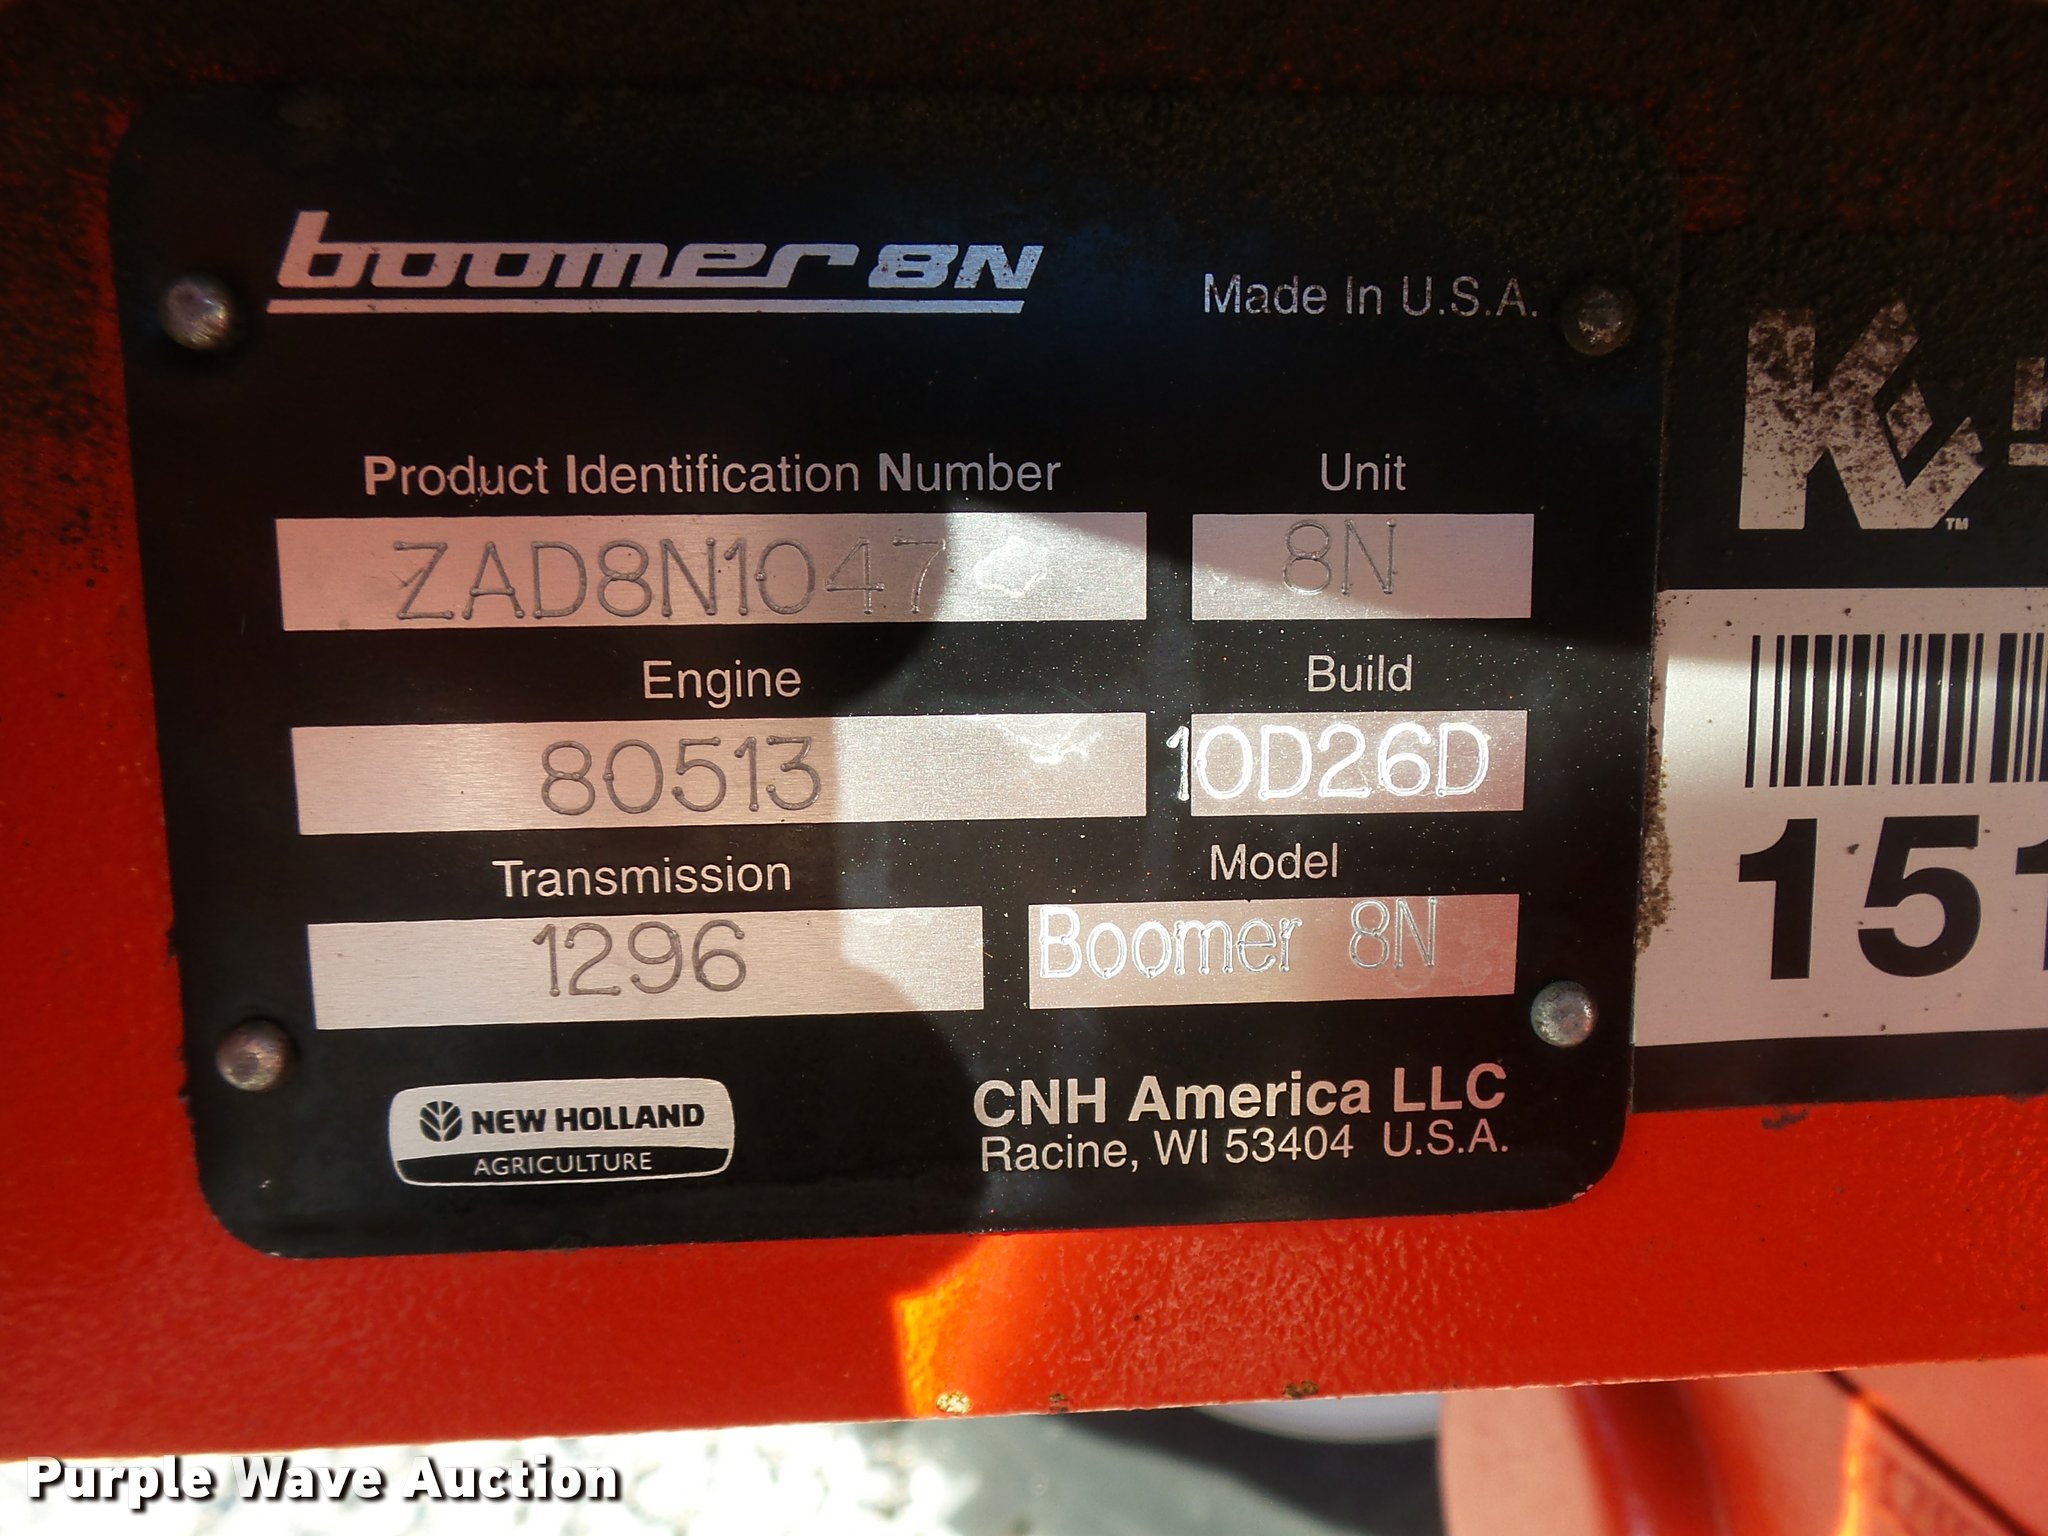 boomer 8N
Made In U.S.A.
Product Identification Number
Unit
ZAD8N1047
8N
Engine
Build
80513
10D26D
Transmission
Model
1296
Boomer 8N
NEW HOLLAND
AGRICULTURE
CNH America LLC
Racine, WI 53404 U.S.A.
K
TM
151
Purple Wave Auction